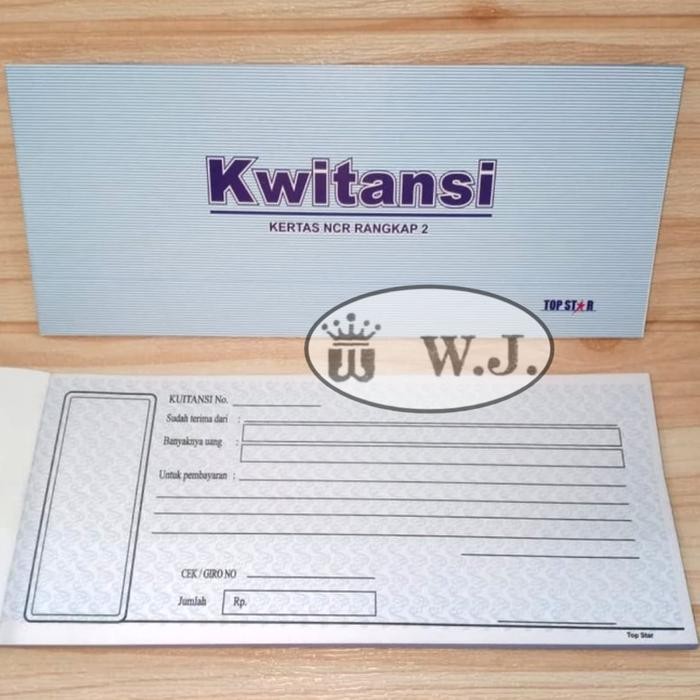 Kwitansi
KERTAS NCR RANGKAP 2
TOP ST★R
W.J.
KUITANSI No.
Sudah terima dari :
Banyaknya uang :
Untuk pembayaran :
CEK / GIRO NO
Jumlah Rp.
Top Star